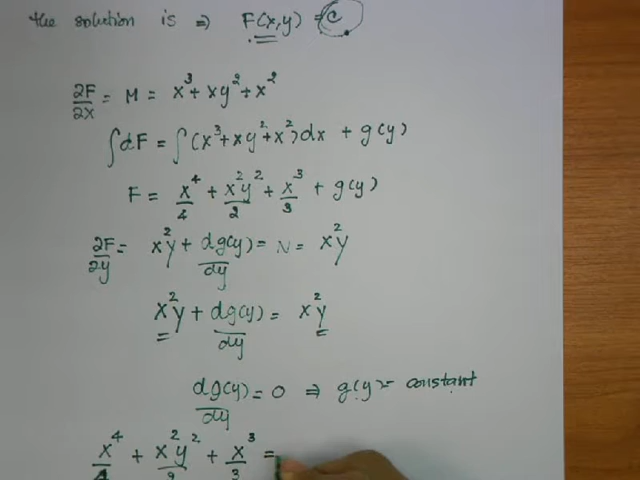 the solution is ⇒ F(x,y) = C
∂F/∂x = M = x³ + xy² + x²
∫dF = ∫(x³+xy²+x²)dx + g(y)
F = x⁴/4 + x²y²/2 + x³/3 + g(y)
∂F/∂y = x²y + dg(y)/dy = N = x²y
x²y + dg(y)/dy = x²y
dg(y)/dy = 0 ⇒ g(y) = constant
x⁴/4 + x²y²/2 + x³/3 =